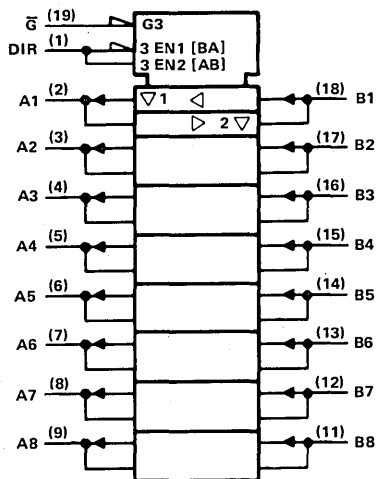 G̅ (19) G3
DIR (1) 3 EN1 [BA]
3 EN2 [AB]
A1 (2) ▽ 1 ◁ (18) B1
▷ 2 ▽
A2 (3) (17) B2
A3 (4) (16) B3
A4 (5) (15) B4
A5 (6) (14) B5
A6 (7) (13) B6
A7 (8) (12) B7
A8 (9) (11) B8